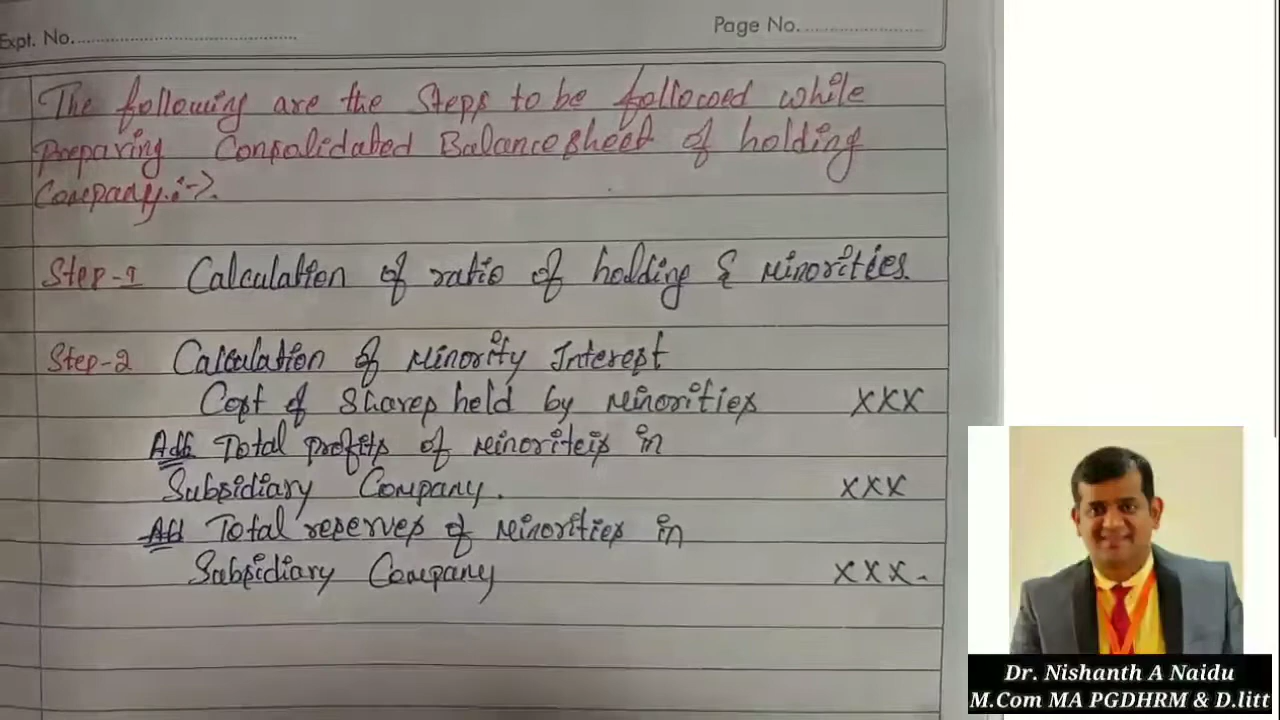 Expt. No.
Page No.
The following are the Steps to be followed while
preparing Consolidated Balance sheet of holding
Company :->.
Step-1 Calculation of ratio of holding & Minorities.
Step-2 Calculation of Minority Interest
Cost of Shares held by Minorities XXX
Add Total profits of Minorities in
Subsidiary Company. XXX
Add Total reserves of Minorities in
Subsidiary Company XXX.
Dr. Nishanth A Naidu
M.Com MA PGDHRM & D.litt